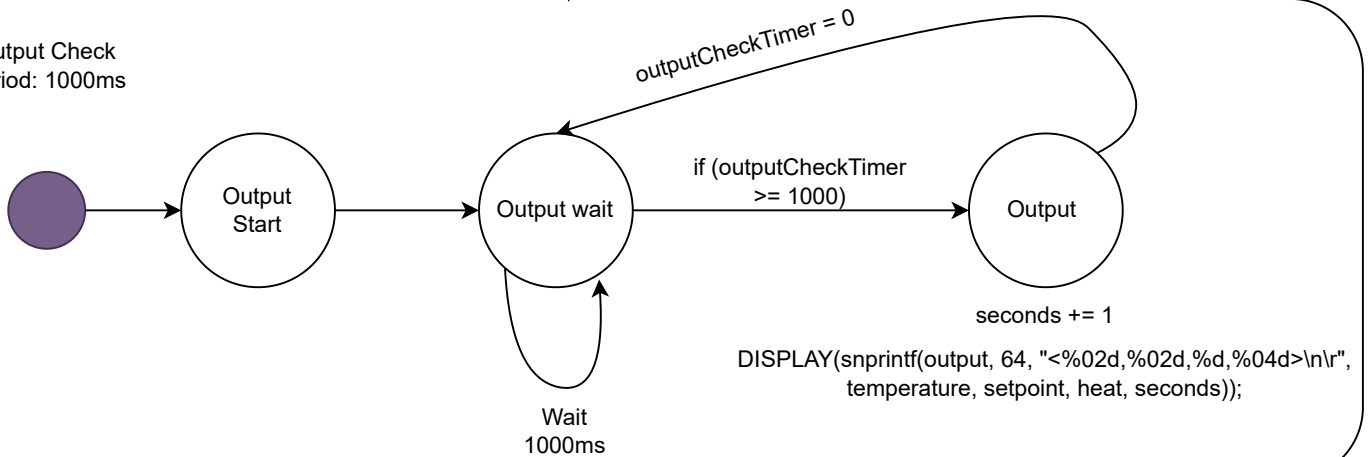 utput Check
riod: 1000ms
outputCheckTimer = 0
Output
Start
Output wait
if (outputCheckTimer
>= 1000)
Output
Wait
1000ms
seconds += 1
DISPLAY(snprintf(output, 64, "<%02d,%02d,%d,%04d>\n\r",
temperature, setpoint, heat, seconds));